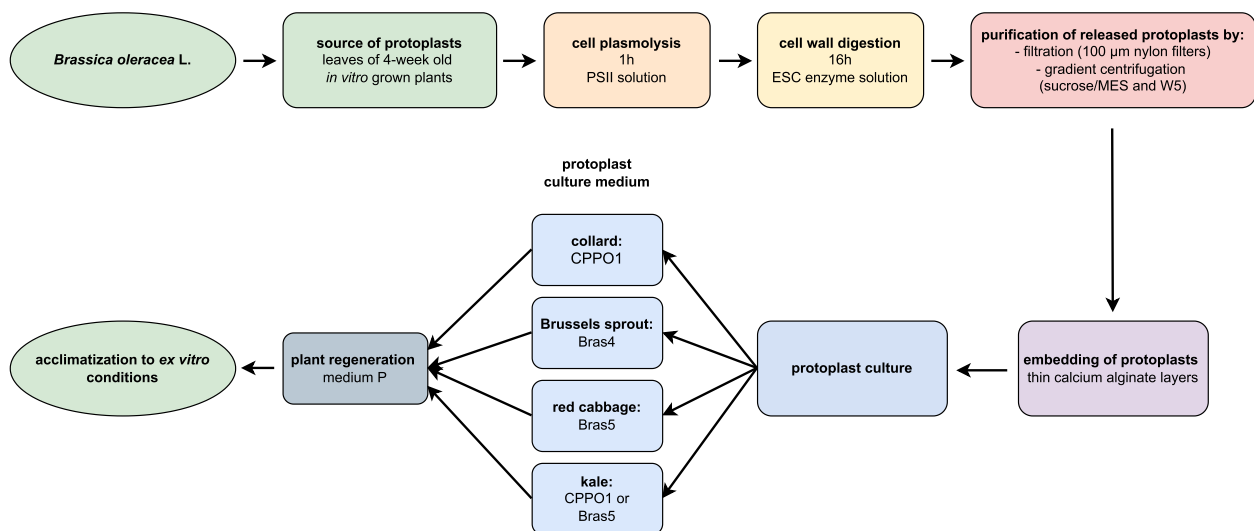 Brassica oleracea L.
source of protoplasts
leaves of 4-week old
in vitro grown plants
cell plasmolysis
1h
PSII solution
cell wall digestion
16h
ESC enzyme solution
purification of released protoplasts by:
- filtration (100 µm nylon filters)
- gradient centrifugation
(sucrose/MES and W5)
embedding of protoplasts
thin calcium alginate layers
protoplast culture
protoplast
culture medium
collard:
CPPO1
Brussels sprout:
Bras4
red cabbage:
Bras5
kale:
CPPO1 or
Bras5
plant regeneration
medium P
acclimatization to ex vitro
conditions